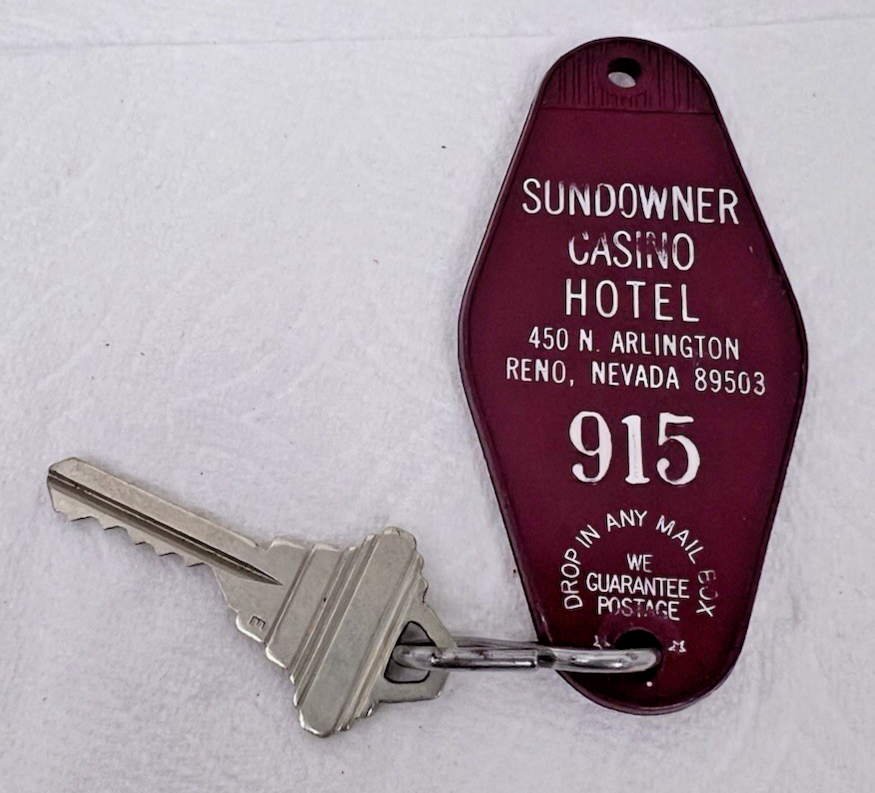 SUNDOWNER
CASINO
HOTEL
450 N. ARLINGTON
RENO, NEVADA 89503
915
DROP IN ANY MAIL BOX
WE
GUARANTEE
POSTAGE
E